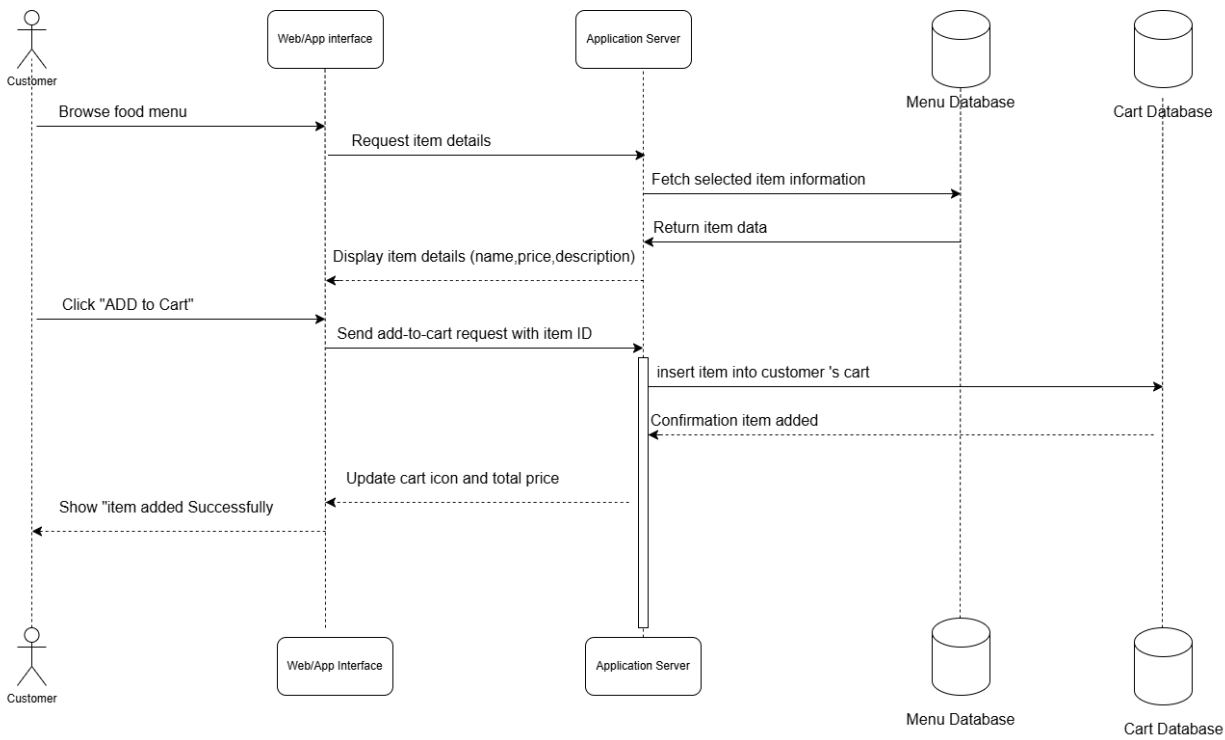 Web/App interface
Application Server
Customer
Menu Database
Cart Database
Browse food menu
Request item details
Fetch selected item information
Return item data
Display item details (name,price,description)
Click "ADD to Cart"
Send add-to-cart request with item ID
insert item into customer 's cart
Confirmation item added
Update cart icon and total price
Show "item added Successfully
Web/App Interface
Application Server
Customer
Menu Database
Cart Database